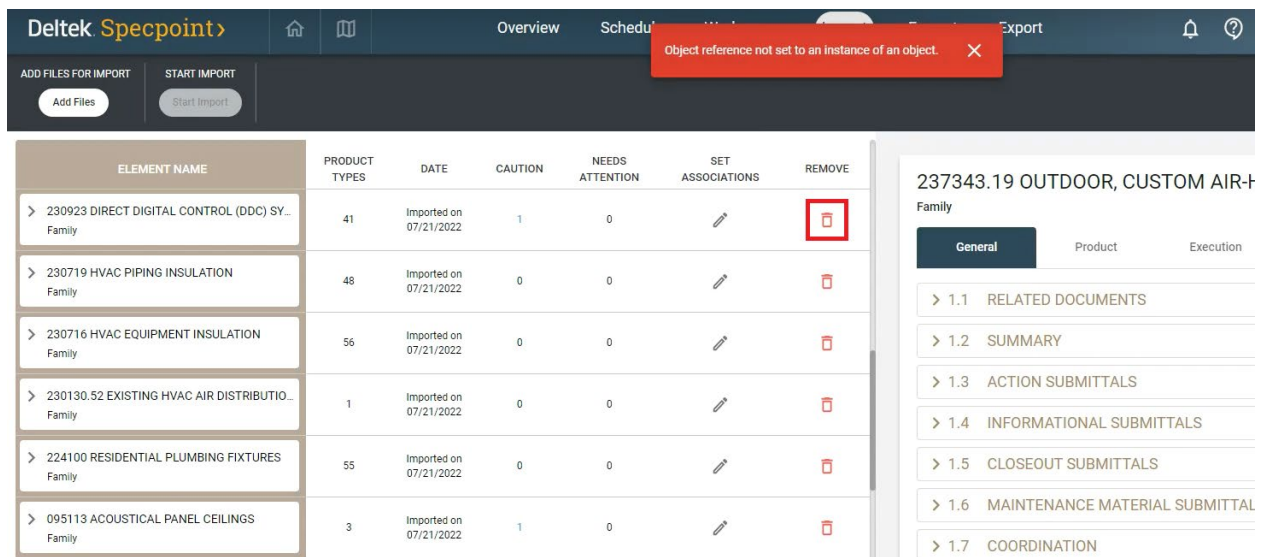 Deltek. Specpoint>
Overview
Schedul
Export
Object reference not set to an instance of an object.
ADD FILES FOR IMPORT
START IMPORT
Add Files
Start Import
ELEMENT NAME
PRODUCT
TYPES
DATE
CAUTION
NEEDS
ATTENTION
SET
ASSOCIATIONS
REMOVE
230923 DIRECT DIGITAL CONTROL (DDC) SY...
Family
41
Imported on
07/21/2022
1
0
230719 HVAC PIPING INSULATION
Family
48
Imported on
07/21/2022
0
0
230716 HVAC EQUIPMENT INSULATION
Family
56
Imported on
07/21/2022
0
0
230130.52 EXISTING HVAC AIR DISTRIBUTIO...
Family
1
Imported on
07/21/2022
0
0
224100 RESIDENTIAL PLUMBING FIXTURES
Family
55
Imported on
07/21/2022
0
0
095113 ACOUSTICAL PANEL CEILINGS
Family
3
Imported on
07/21/2022
1
0
237343.19 OUTDOOR, CUSTOM AIR-H
Family
General
Product
Execution
> 1.1 RELATED DOCUMENTS
> 1.2 SUMMARY
> 1.3 ACTION SUBMITTALS
> 1.4 INFORMATIONAL SUBMITTALS
> 1.5 CLOSEOUT SUBMITTALS
> 1.6 MAINTENANCE MATERIAL SUBMITTAL
> 1.7 COORDINATION